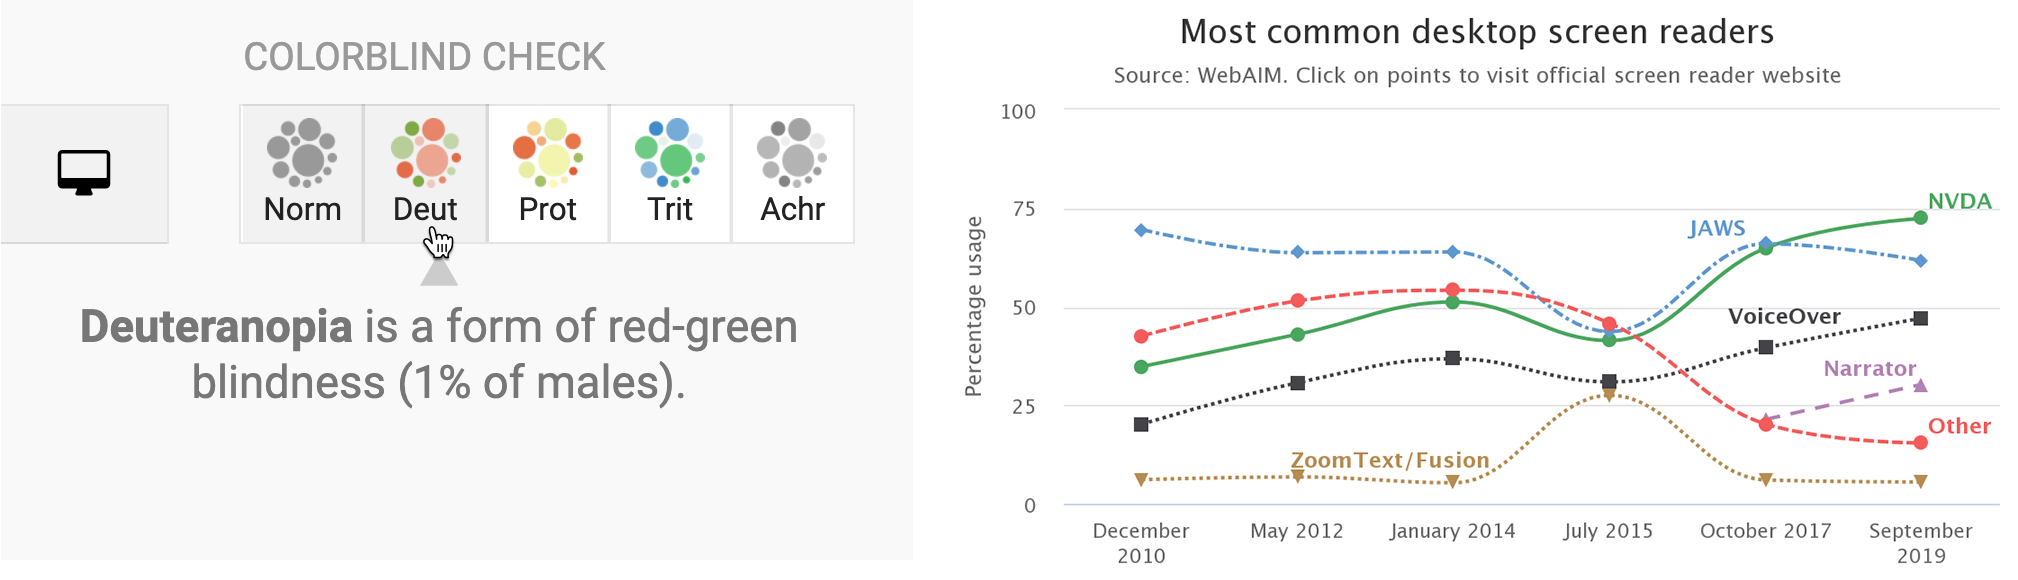 COLORBLIND CHECK
Norm
Deut
Prot
Trit
Achr
Deuteranopia is a form of red-green
blindness (1% of males).
Most common desktop screen readers
Source: WebAIM. Click on points to visit official screen reader website
Percentage usage
100
75
50
25
0
NVDA
JAWS
VoiceOver
Narrator
Other
ZoomText/Fusion
December
2010
May 2012
January 2014
July 2015
October 2017
September
2019